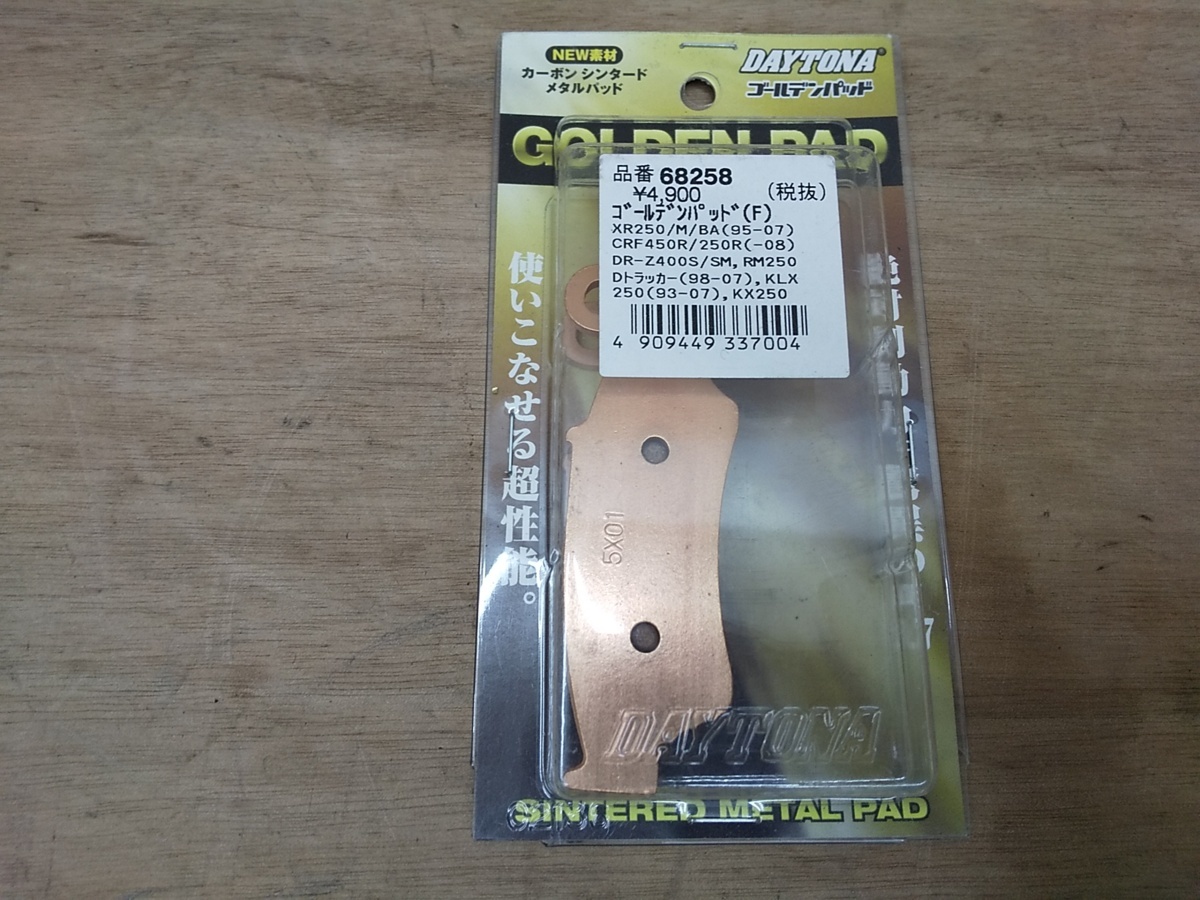 NEW素材
カーボン シンタード
メタルパッド
DAYTONA®
ゴールデンパッド
GOLDEN PAD
品番 68258
¥4,900 (税抜)
ゴールデンパッド(F)
XR250/M/BA(95-07)
CRF450R/250R(-08)
DR-Z400S/SM,RM250
Dトラッカー(98-07),KLX
250(93-07),KX250
4 909449 337004
使いこなせる超性能。
5X01
DAYTONA
SINTERED METAL PAD